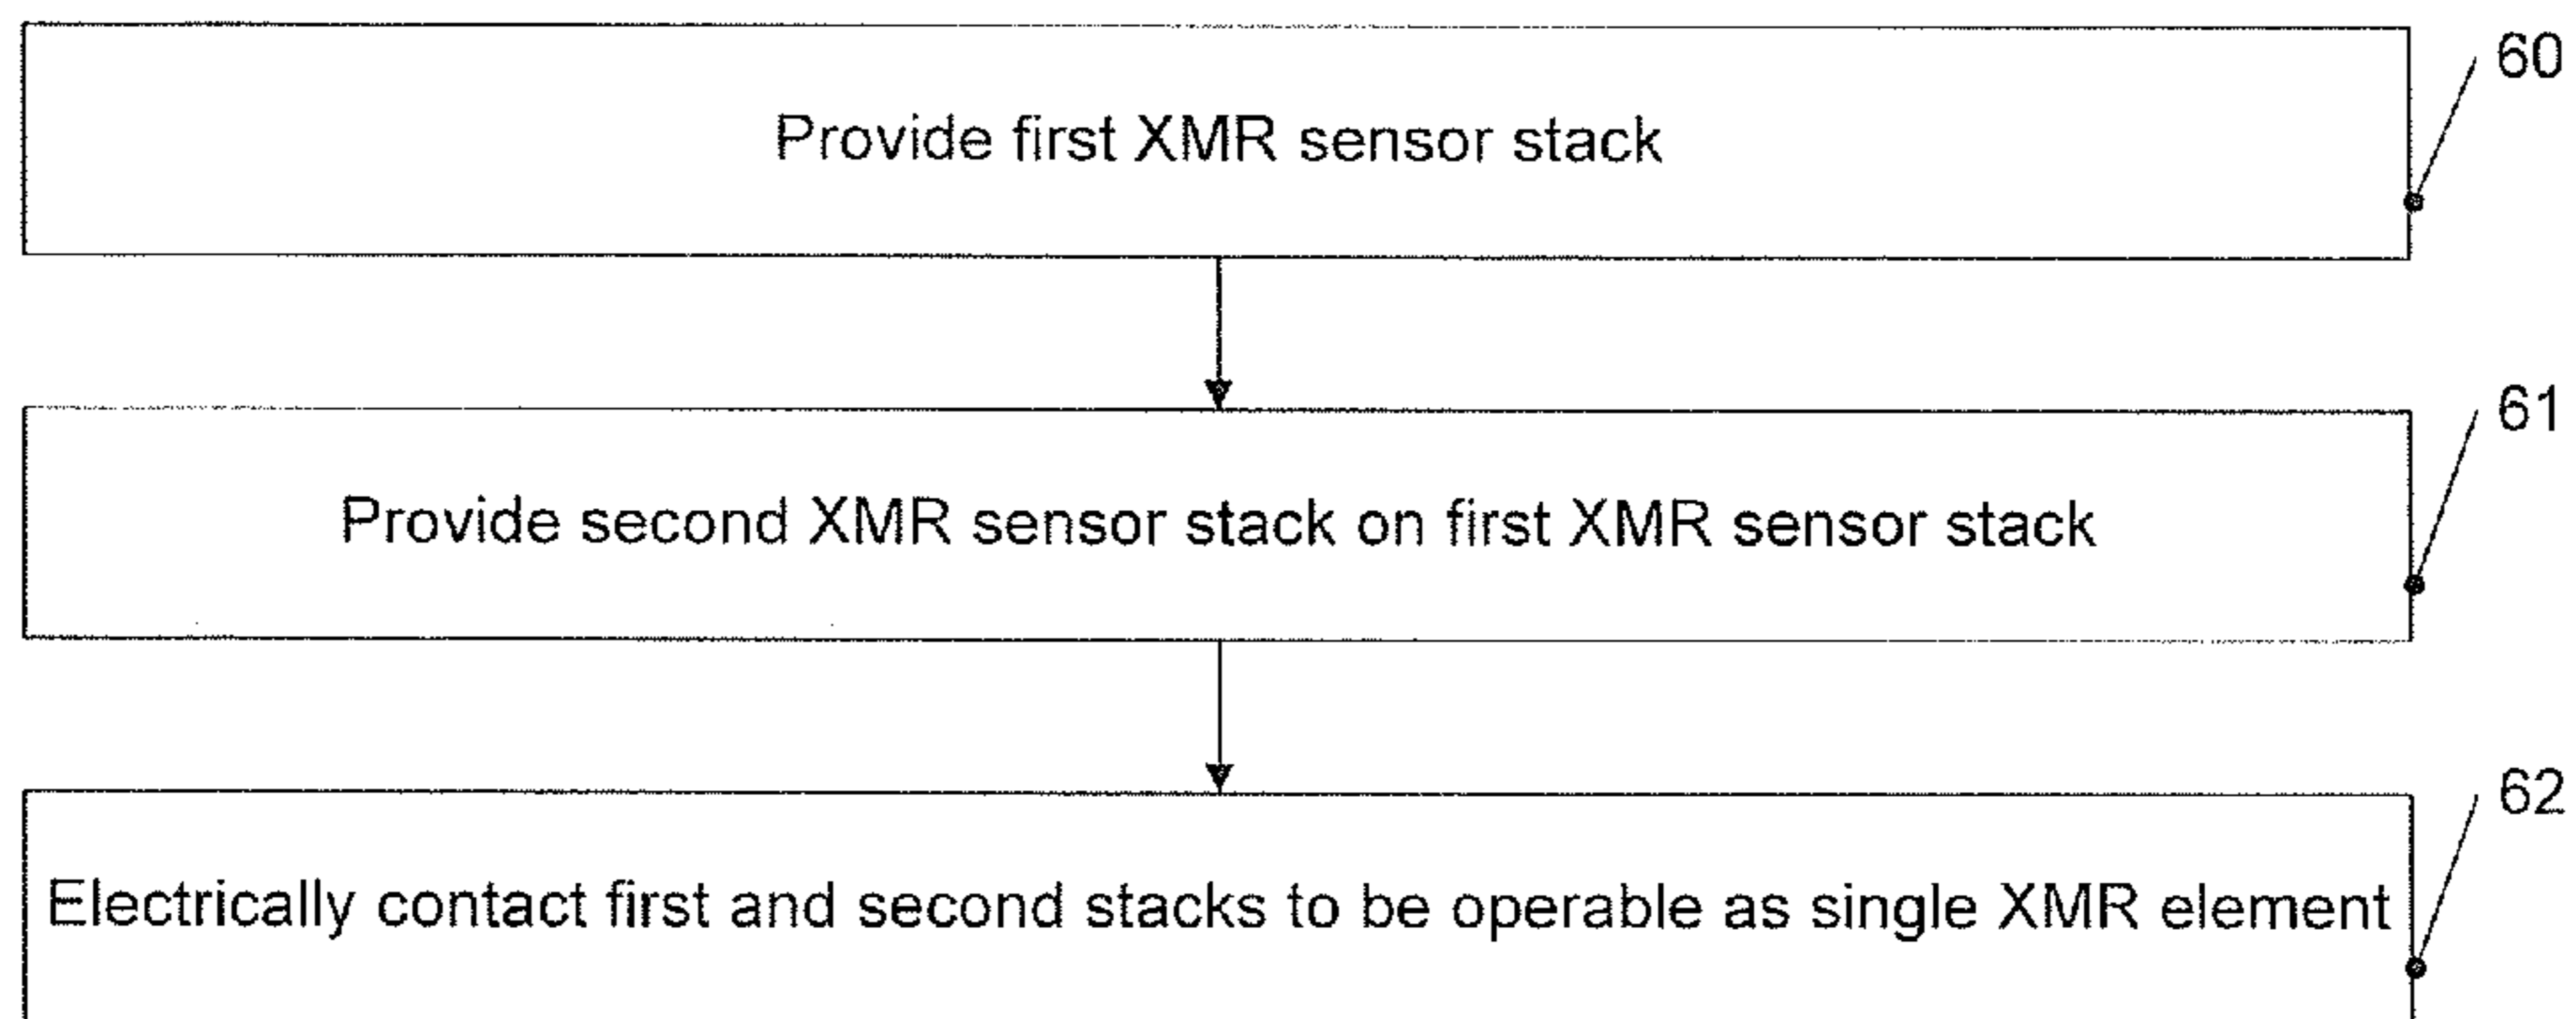 60
Provide first XMR sensor stack
61
Provide second XMR sensor stack on first XMR sensor stack
62
Electrically contact first and second stacks to be operable as single XMR element